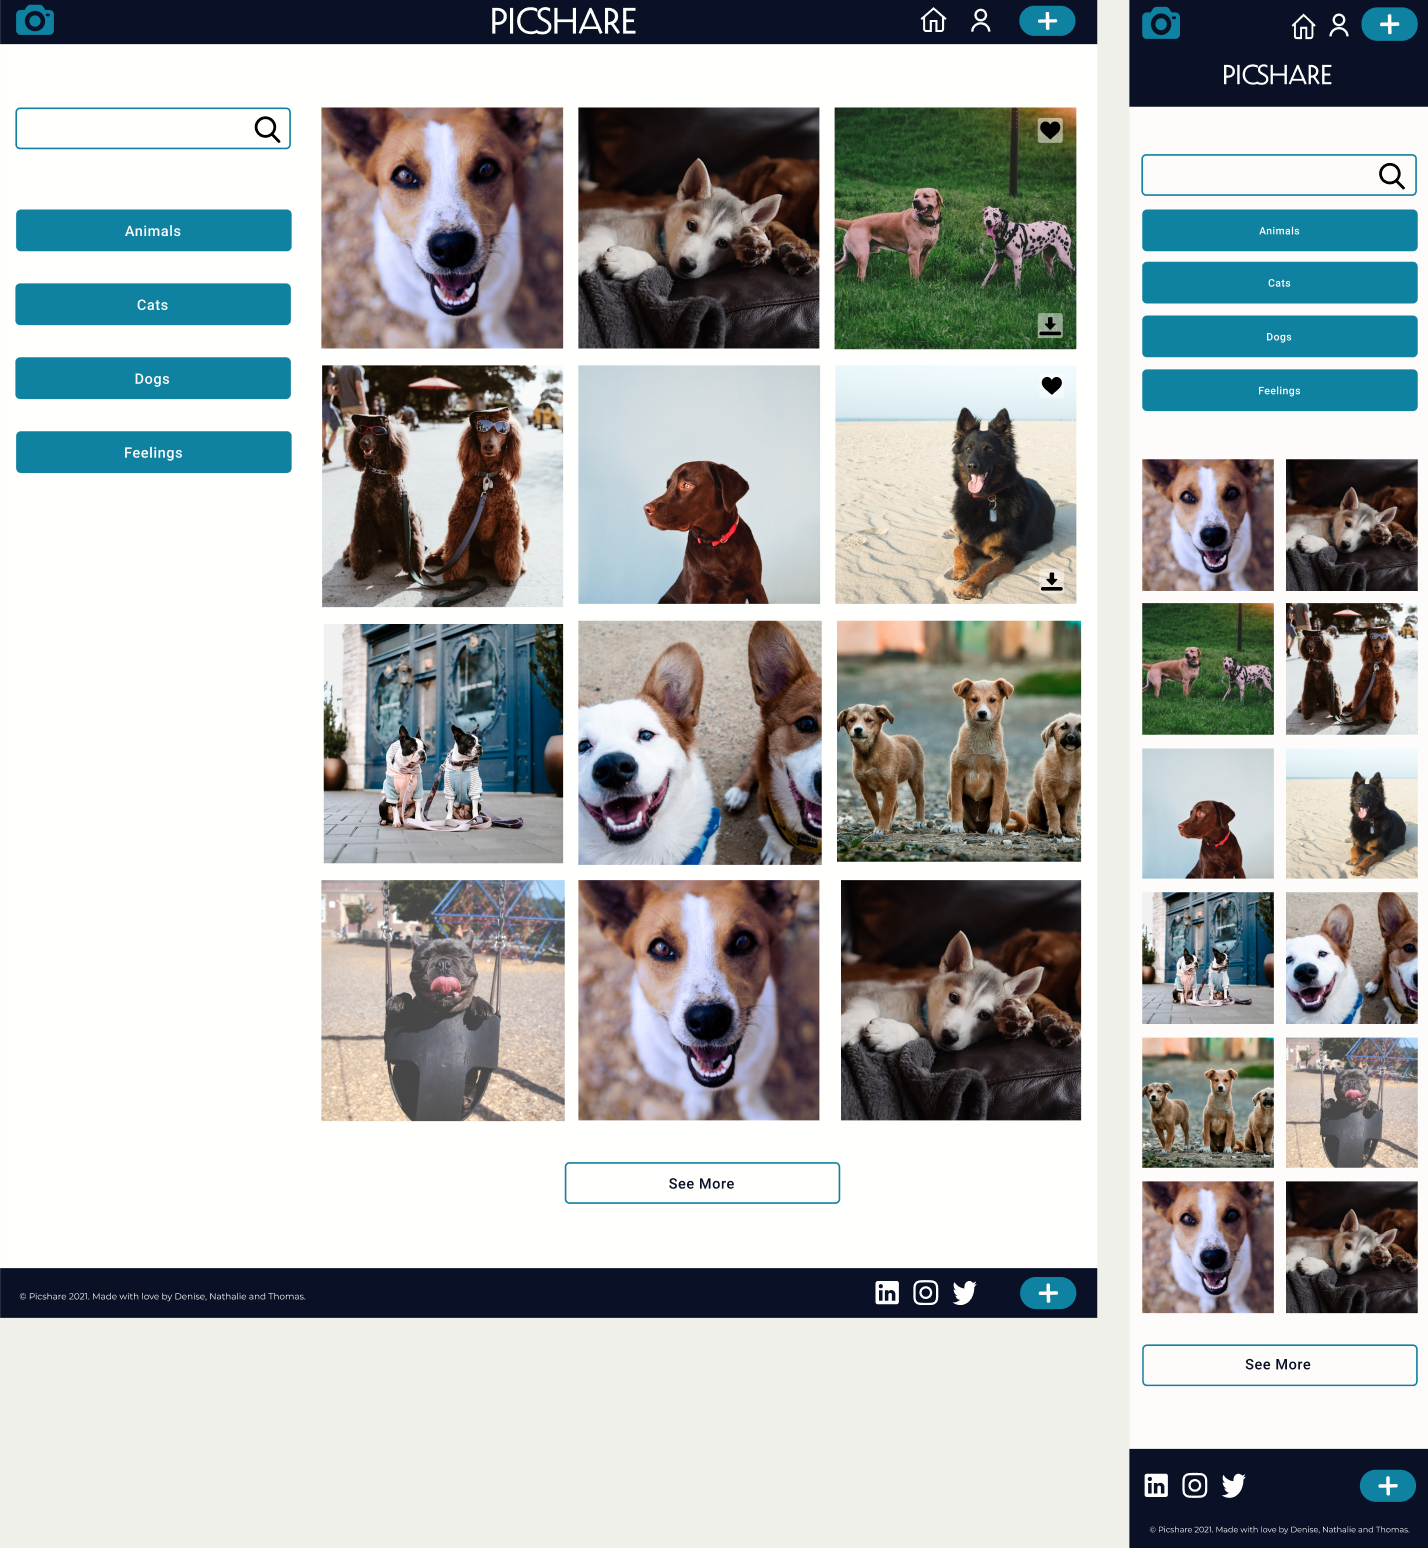 PICSHARE
Animals
Cats
Dogs
Feelings
See More
© Picshare 2021. Made with love by Denise, Nathalie and Thomas.
PICSHARE
Animals
Cats
Dogs
Feelings
See More
© Picshare 2021. Made with love by Denise, Nathalie and Thomas.